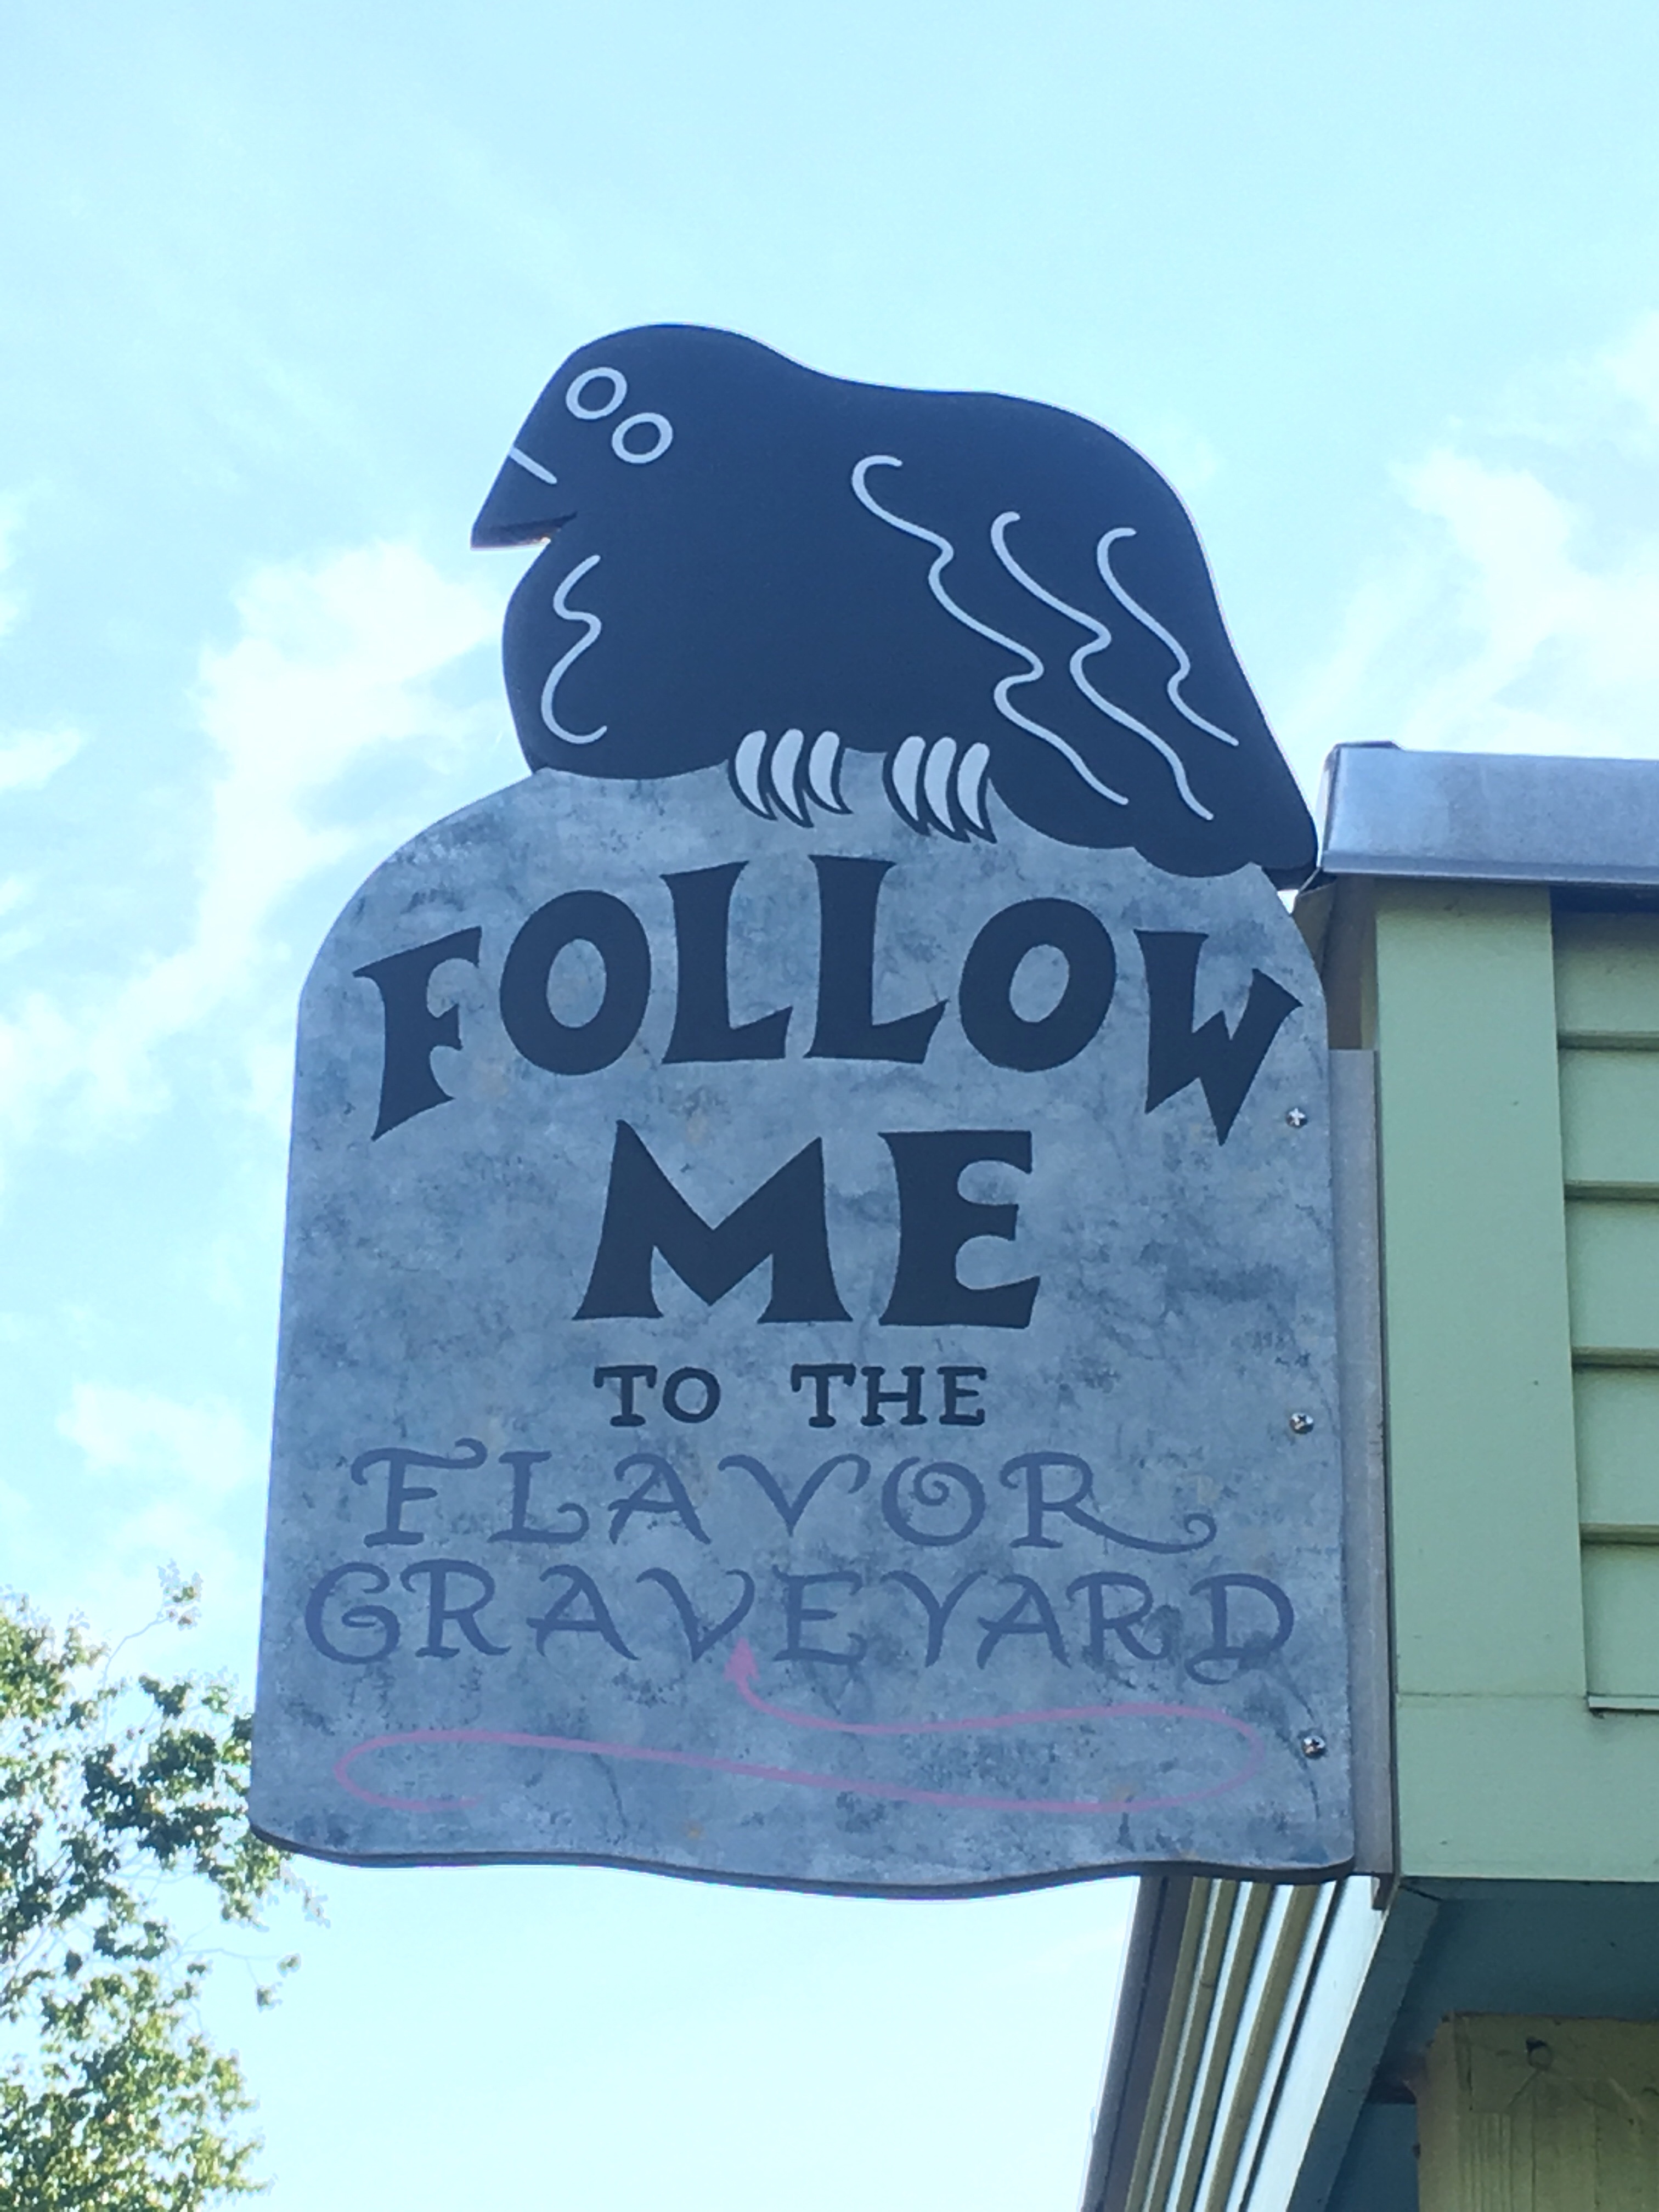 FOLLOW
ME
TO THE
FLAVOR
GRAVEYARD